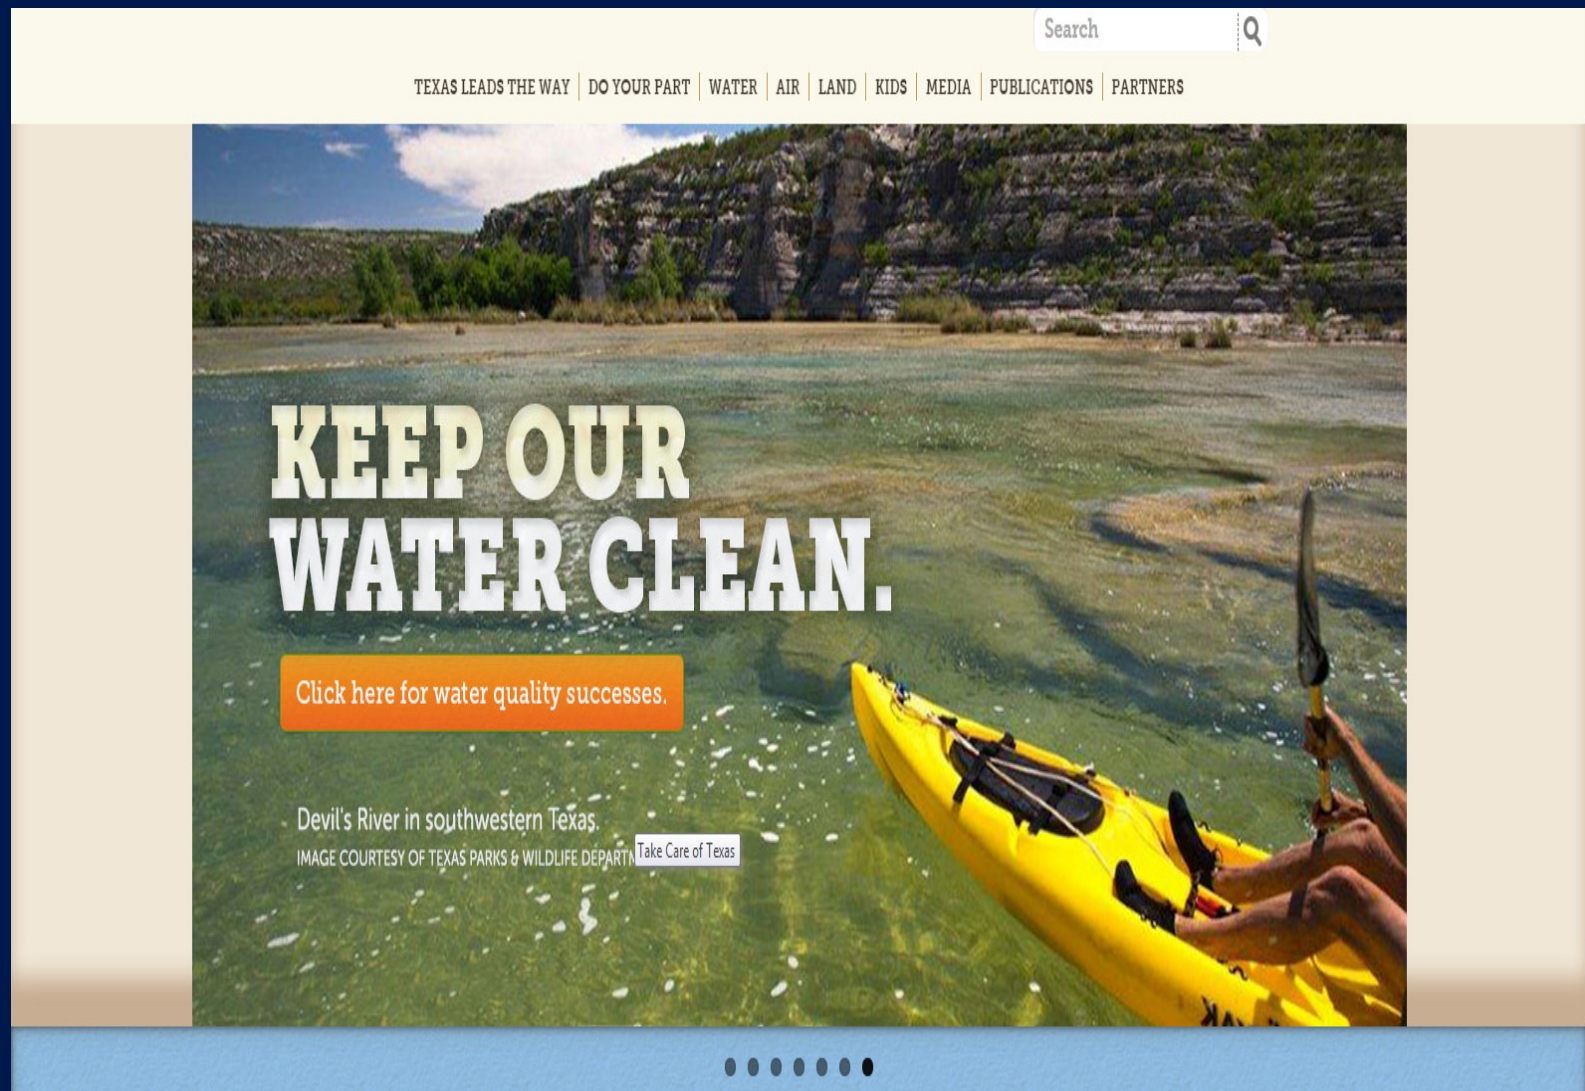 Search
TEXAS LEADS THE WAY | DO YOUR PART | WATER | AIR | LAND | KIDS | MEDIA | PUBLICATIONS | PARTNERS
KEEP OUR
WATER CLEAN.
Click here for water quality successes.
Devil's River in southwestern Texas.
IMAGE COURTESY OF TEXAS PARKS & WILDLIFE
Take Care of Texas